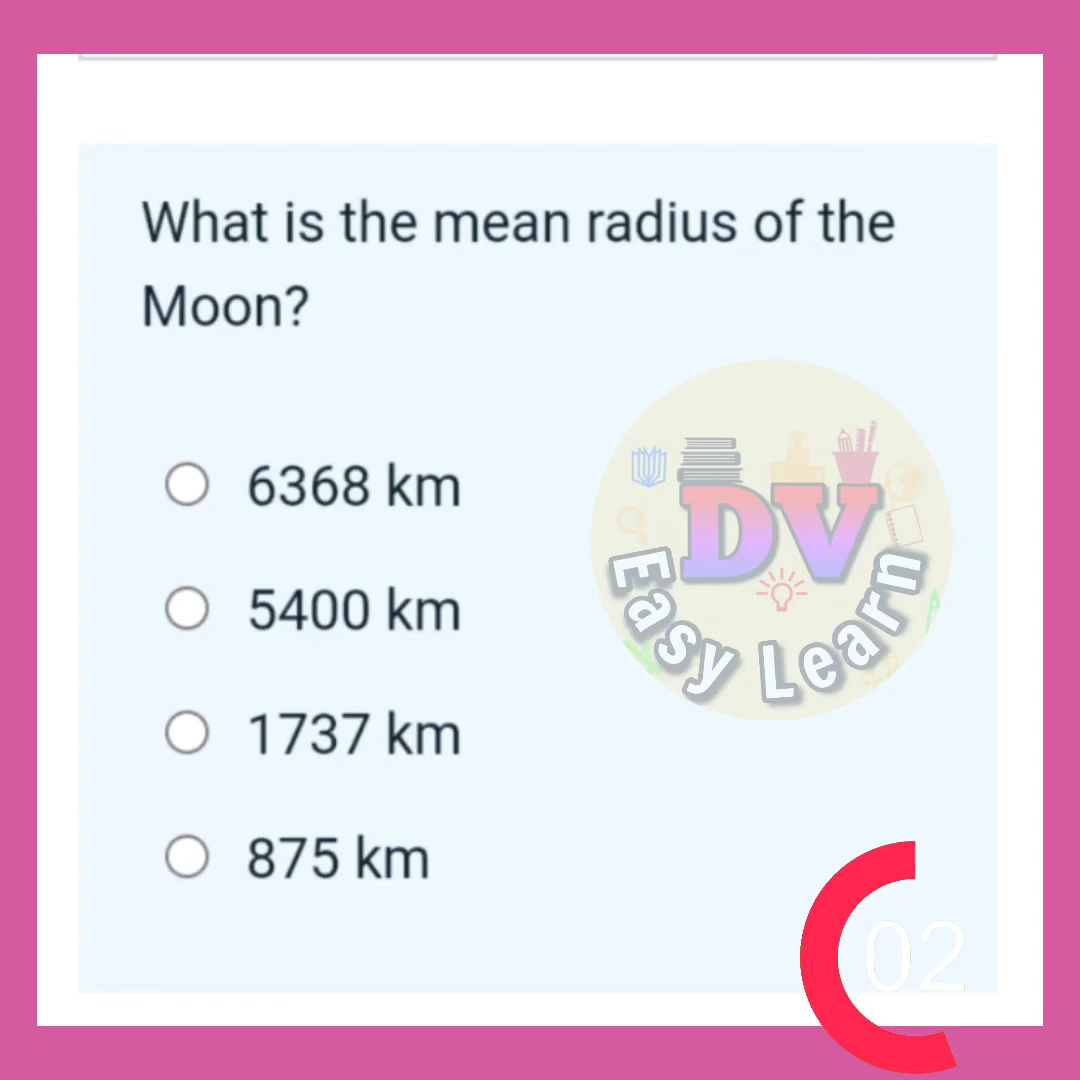 What is the mean radius of the
Moon?
6368 km
5400 km
1737 km
875 km
DV
Easy Learn
02